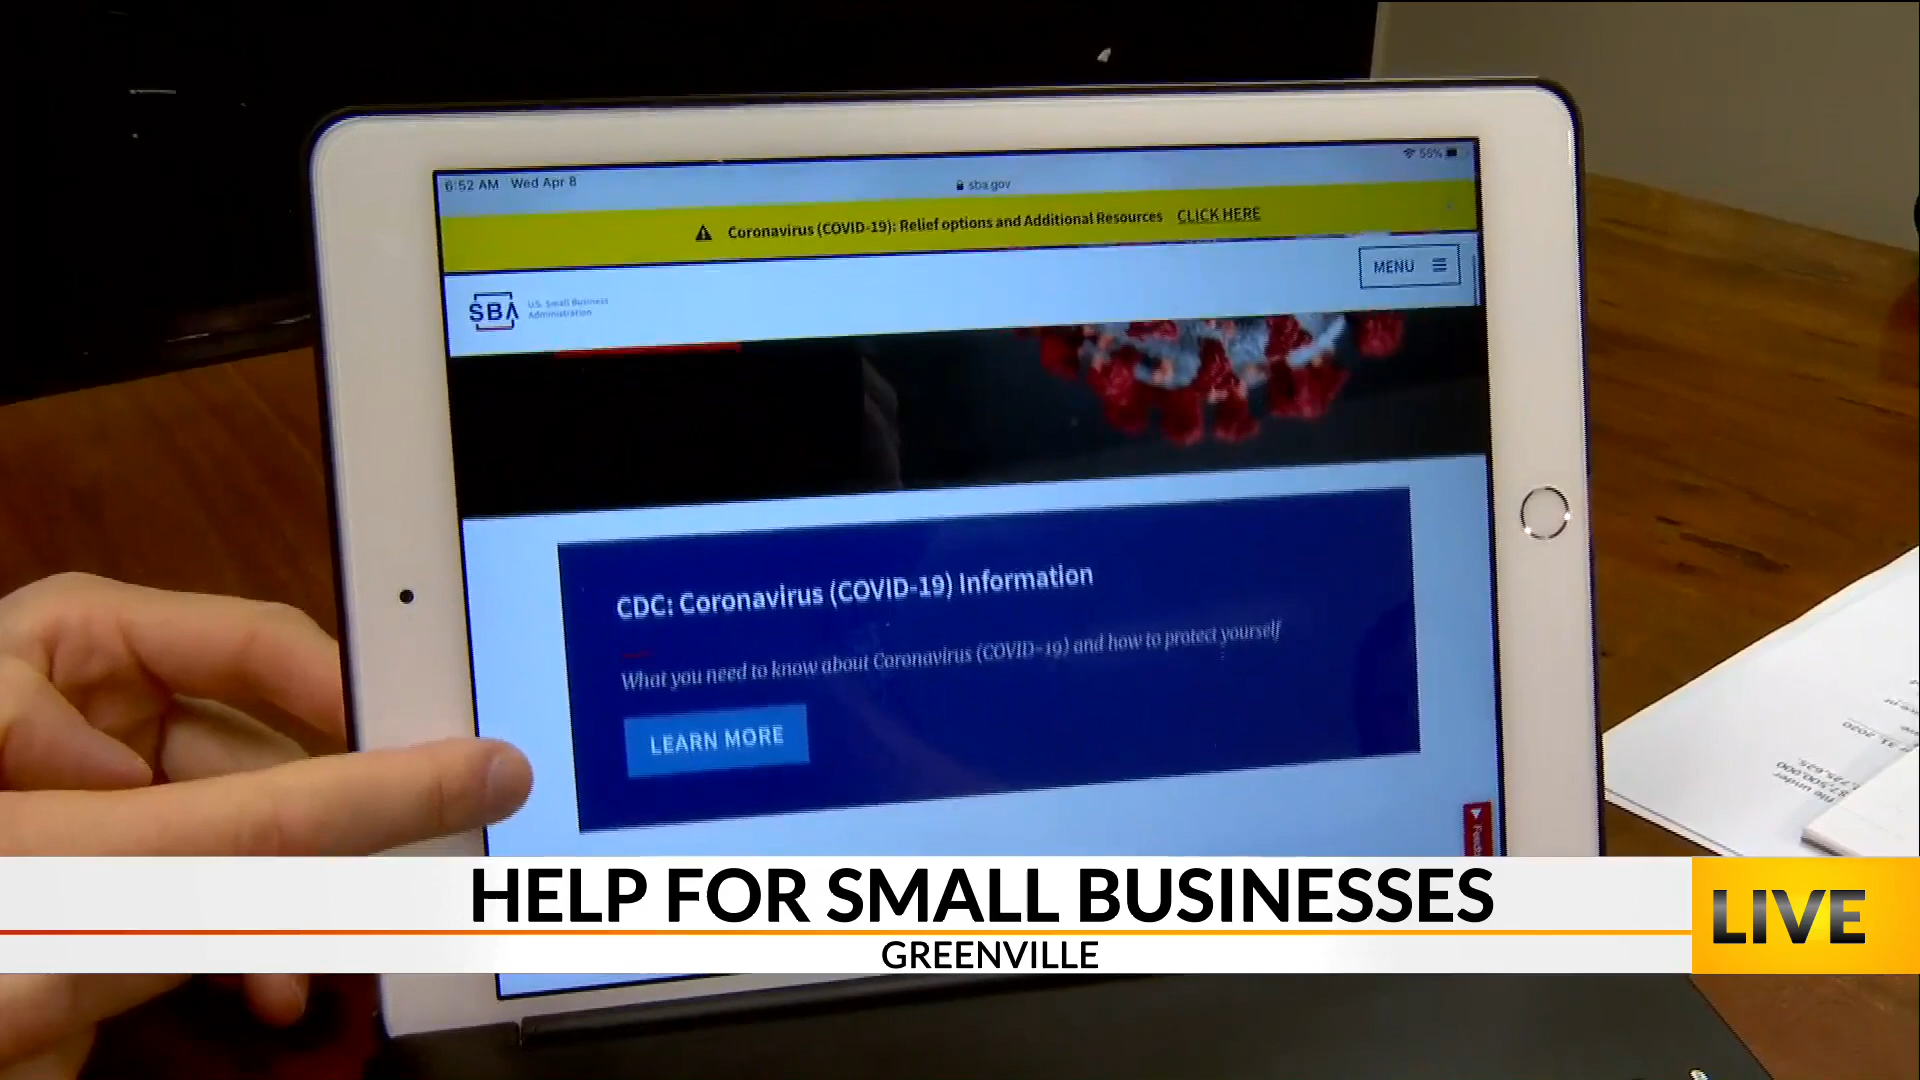 6:52 AM Wed Apr 8
sba.gov
56%
Coronavirus (COVID-19): Relief options and Additional Resources CLICK HERE
MENU
SBA
U.S. Small Business
Administration
CDC: Coronavirus (COVID-19) Information
What you need to know about Coronavirus (COVID-19) and how to protect yourself
LEARN MORE
HELP FOR SMALL BUSINESSES
GREENVILLE
LIVE